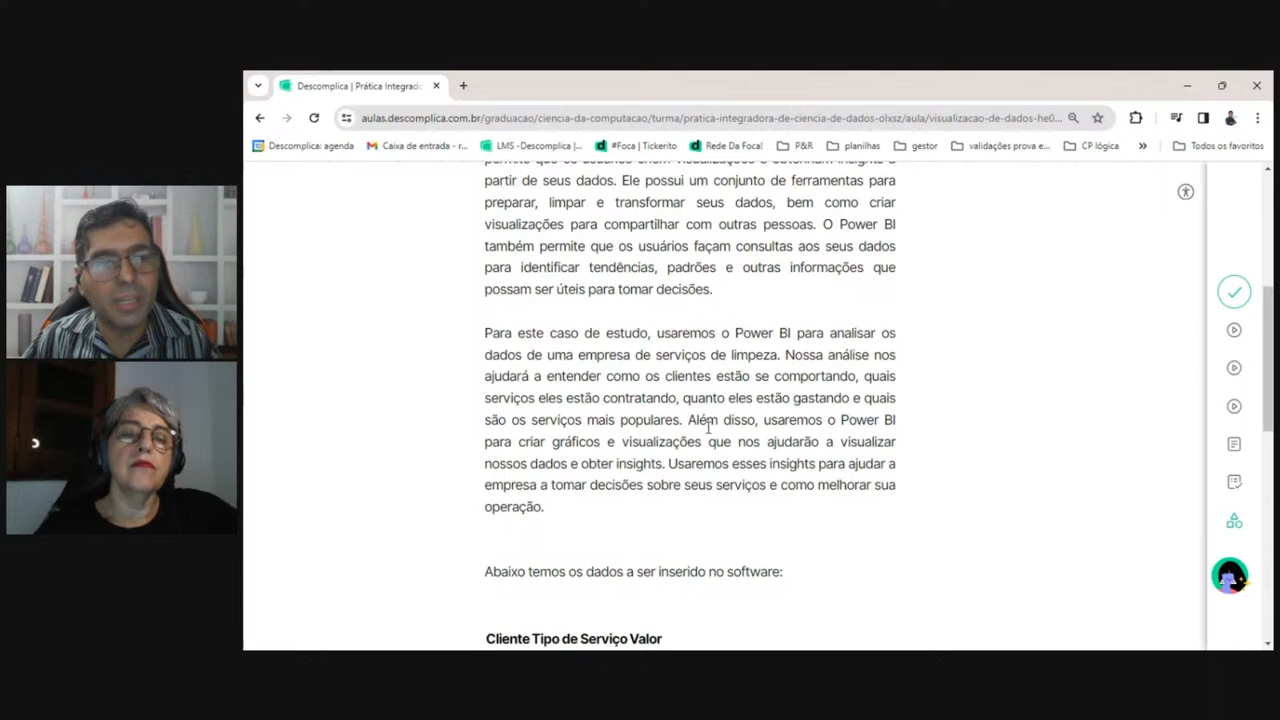 Descomplica | Prática Integrado
aulas.descomplica.com.br/graduacao/ciencia-da-computacao/turma/pratica-integradora-de-ciencia-de-dados-olxsz/aula/visualizacao-de-dados-he0...
Descomplica: agenda
Caixa de entrada - r...
LMS -Descomplica |...
#Foca | Tickerito
Rede Da Foca!
P&R
planilhas
gestor
validações prova e...
CP lógica
Todos os favoritos
permite que os usuários criem visualizações e obtenham insights a
partir de seus dados. Ele possui um conjunto de ferramentas para
preparar, limpar e transformar seus dados, bem como criar
visualizações para compartilhar com outras pessoas. O Power BI
também permite que os usuários façam consultas aos seus dados
para identificar tendências, padrões e outras informações que
possam ser úteis para tomar decisões.
Para este caso de estudo, usaremos o Power BI para analisar os
dados de uma empresa de serviços de limpeza. Nossa análise nos
ajudará a entender como os clientes estão se comportando, quais
serviços eles estão contratando, quanto eles estão gastando e quais
são os serviços mais populares. Além disso, usaremos o Power BI
para criar gráficos e visualizações que nos ajudarão a visualizar
nossos dados e obter insights. Usaremos esses insights para ajudar a
empresa a tomar decisões sobre seus serviços e como melhorar sua
operação.
Abaixo temos os dados a ser inserido no software:
Cliente Tipo de Serviço Valor